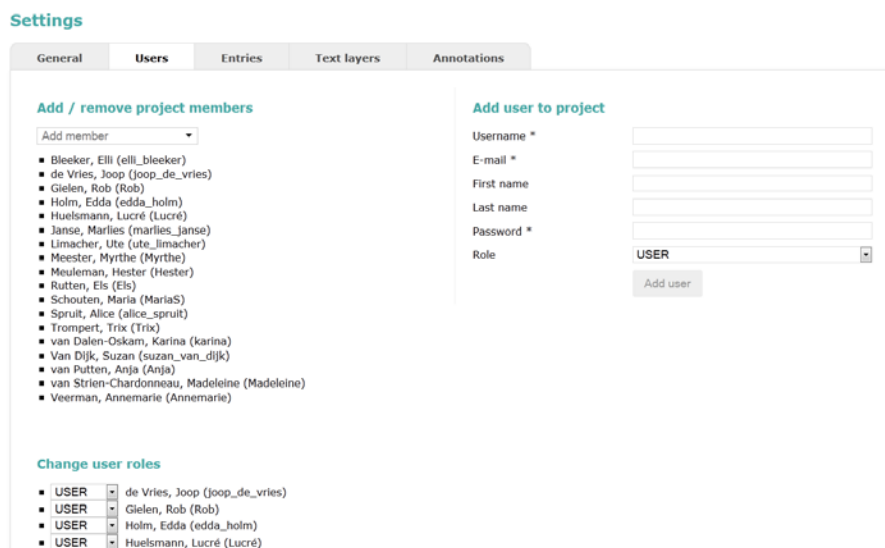 Settings
General Users Entries Text layers Annotations
Add / remove project members
Add member
Bleeker, Elli (elli_bleeker)
de Vries, Joop (joop_de_vries)
Gielen, Rob (Rob)
Holm, Edda (edda_holm)
Huelsmann, Lucré (Lucré)
Janse, Marlies (marlies_janse)
Limacher, Ute (ute_limacher)
Meester, Myrthe (Myrthe)
Meuleman, Hester (Hester)
Rutten, Els (Els)
Schouten, Maria (MariaS)
Spruit, Alice (alice_spruit)
Trompert, Trix (Trix)
van Dalen-Oskam, Karina (karina)
Van Dijk, Suzan (suzan_van_dijk)
van Putten, Anja (Anja)
van Strien-Chardonneau, Madeleine (Madeleine)
Veerman, Annemarie (Annemarie)
Add user to project
Username *
E-mail *
First name
Last name
Password *
Role USER
Add user
Change user roles
USER de Vries, Joop (joop_de_vries)
USER Gielen, Rob (Rob)
USER Holm, Edda (edda_holm)
USER Huelsmann, Lucré (Lucré)